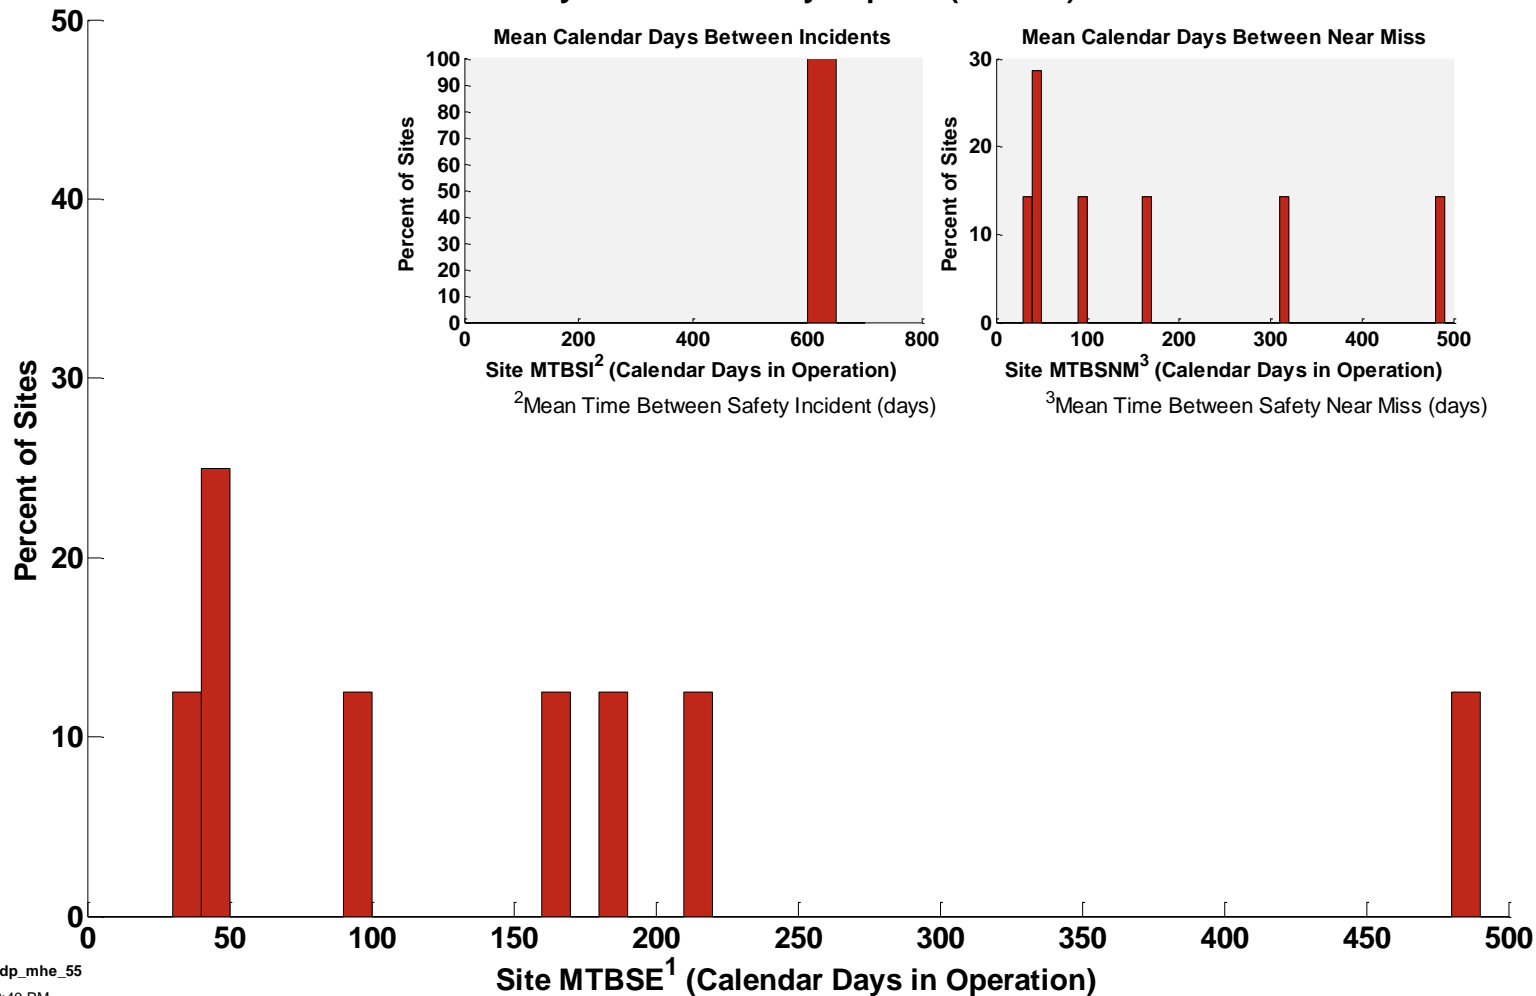 Mean Calendar Days Between Incidents
100
90
80
70
60
50
40
30
20
10
0
Percent of Sites
0 200 400 600 800
Site MTBSI2 (Calendar Days in Operation)
2Mean Time Between Safety Incident (days)
Mean Calendar Days Between Near Miss
30
20
10
0
Percent of Sites
0 100 200 300 400 500
Site MTBSNM3 (Calendar Days in Operation)
3Mean Time Between Safety Near Miss (days)
50
40
30
20
10
0
Percent of Sites
0 50 100 150 200 250 300 350 400 450 500
Site MTBSE1 (Calendar Days in Operation)
dp_mhe_55